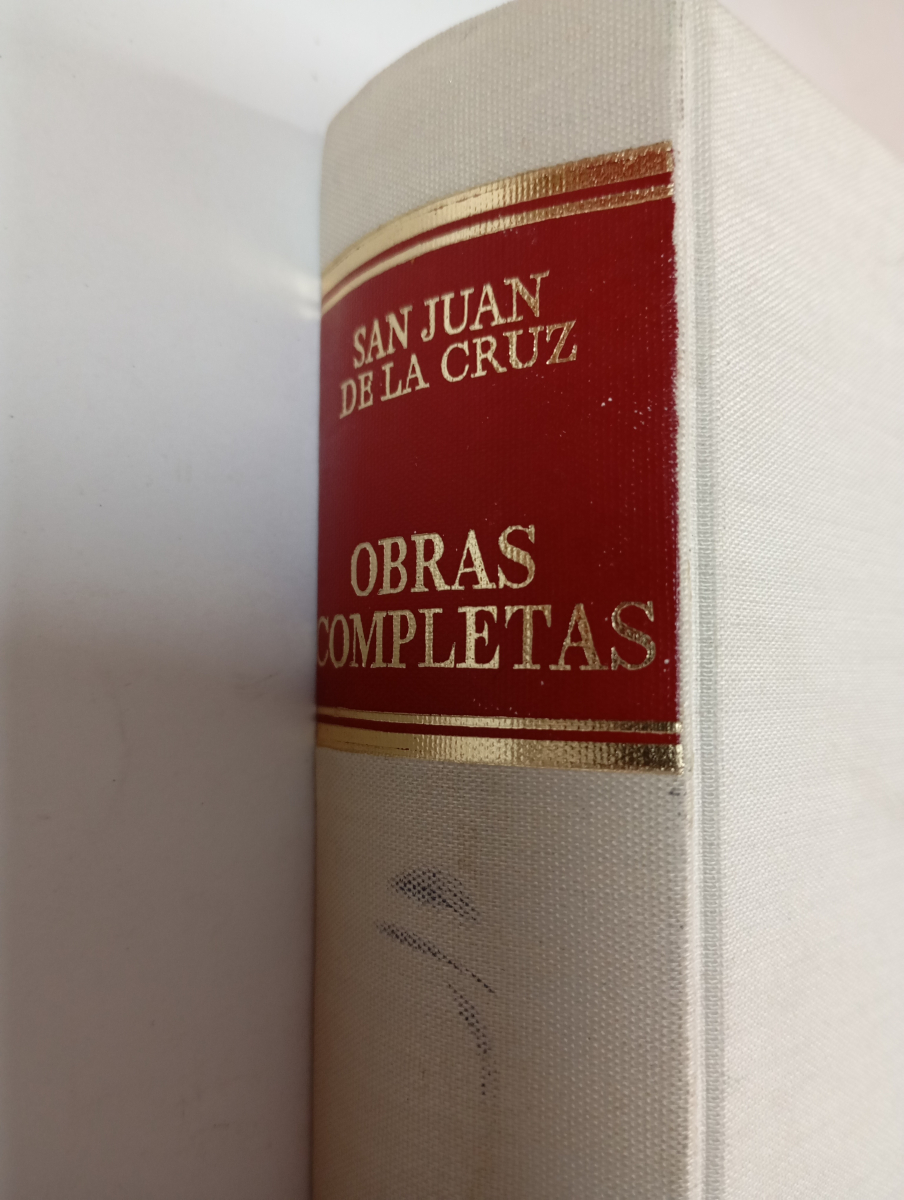 SAN JUAN
DE LA CRUZ
OBRAS
COMPLETAS